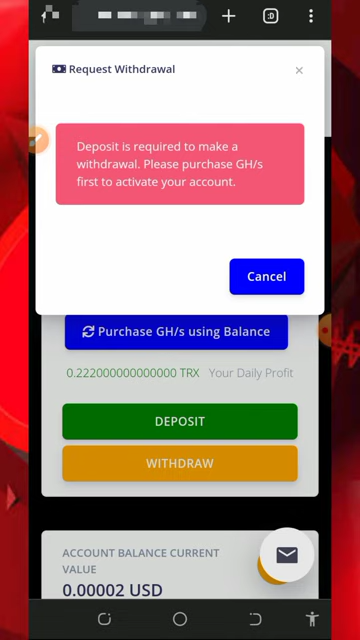 :D
Request Withdrawal
Deposit is required to make a
withdrawal. Please purchase GH/s
first to activate your account.
Cancel
Purchase GH/s using Balance
0.222000000000000 TRX Your Daily Profit
DEPOSIT
WITHDRAW
ACCOUNT BALANCE CURRENT
VALUE
0.00002 USD